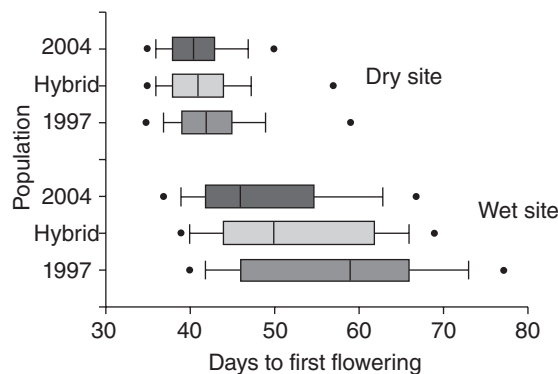 Population
2004
Hybrid
1997
Dry site
2004
Hybrid
1997
Wet site
30 40 50 60 70 80
Days to first flowering